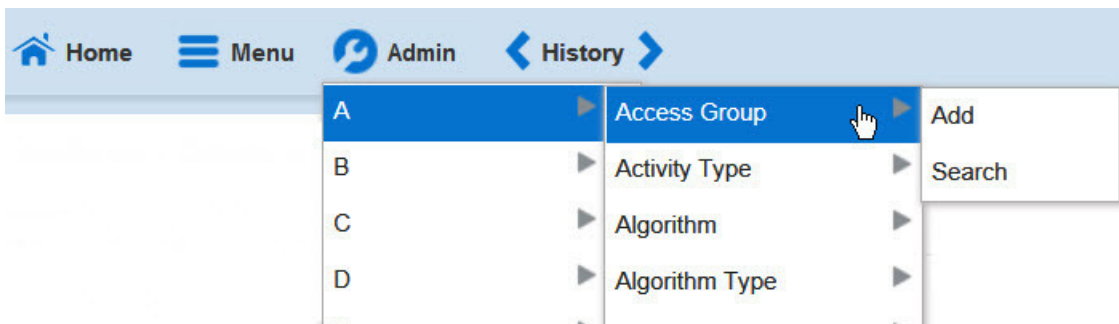 Home Menu Admin History
A
B
C
D
Access Group
Activity Type
Algorithm
Algorithm Type
Add
Search